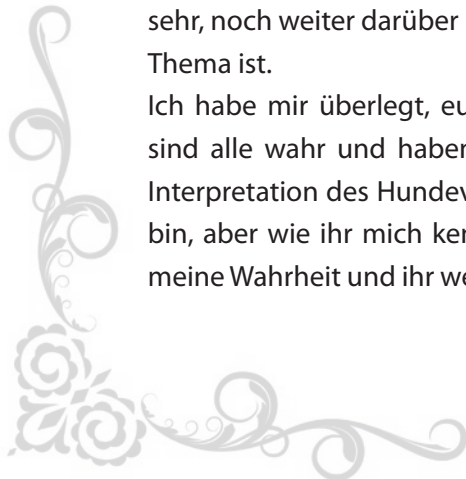 sehr, noch weiter darüber
Thema ist.
Ich habe mir überlegt, eu
sind alle wahr und haben
Interpretation des Hundev
bin, aber wie ihr mich ken
meine Wahrheit und ihr we